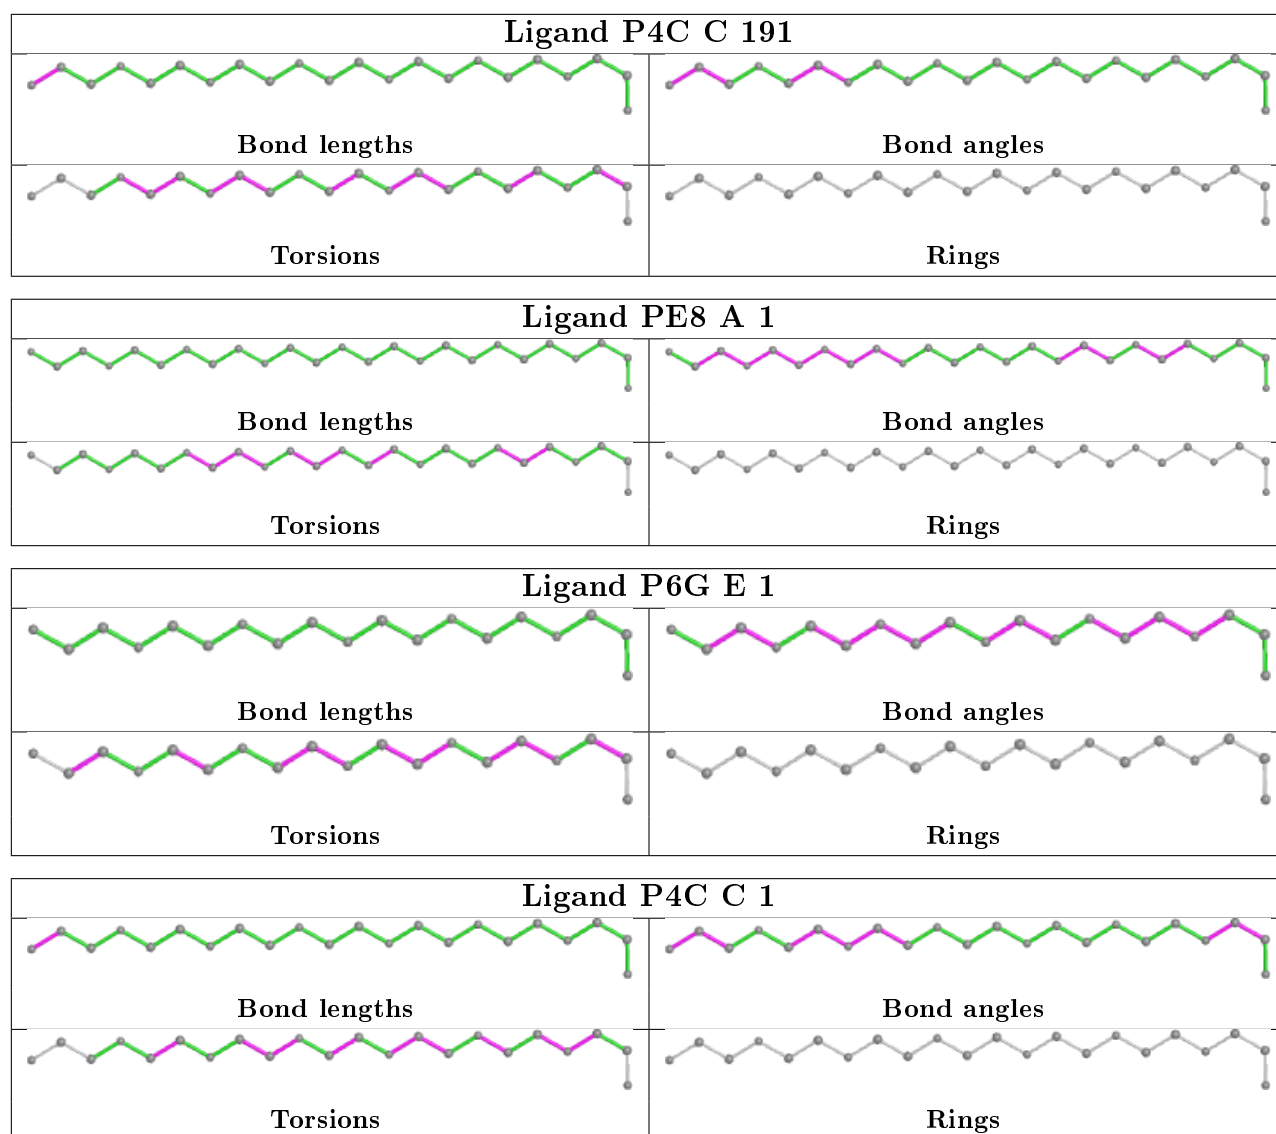 Ligand P4C C 191
Bond lengths
Bond angles
Torsions
Rings
Ligand PE8 A 1
Bond lengths
Bond angles
Torsions
Rings
Ligand P6G E 1
Bond lengths
Bond angles
Torsions
Rings
Ligand P4C C 1
Bond lengths
Bond angles
Torsions
Rings